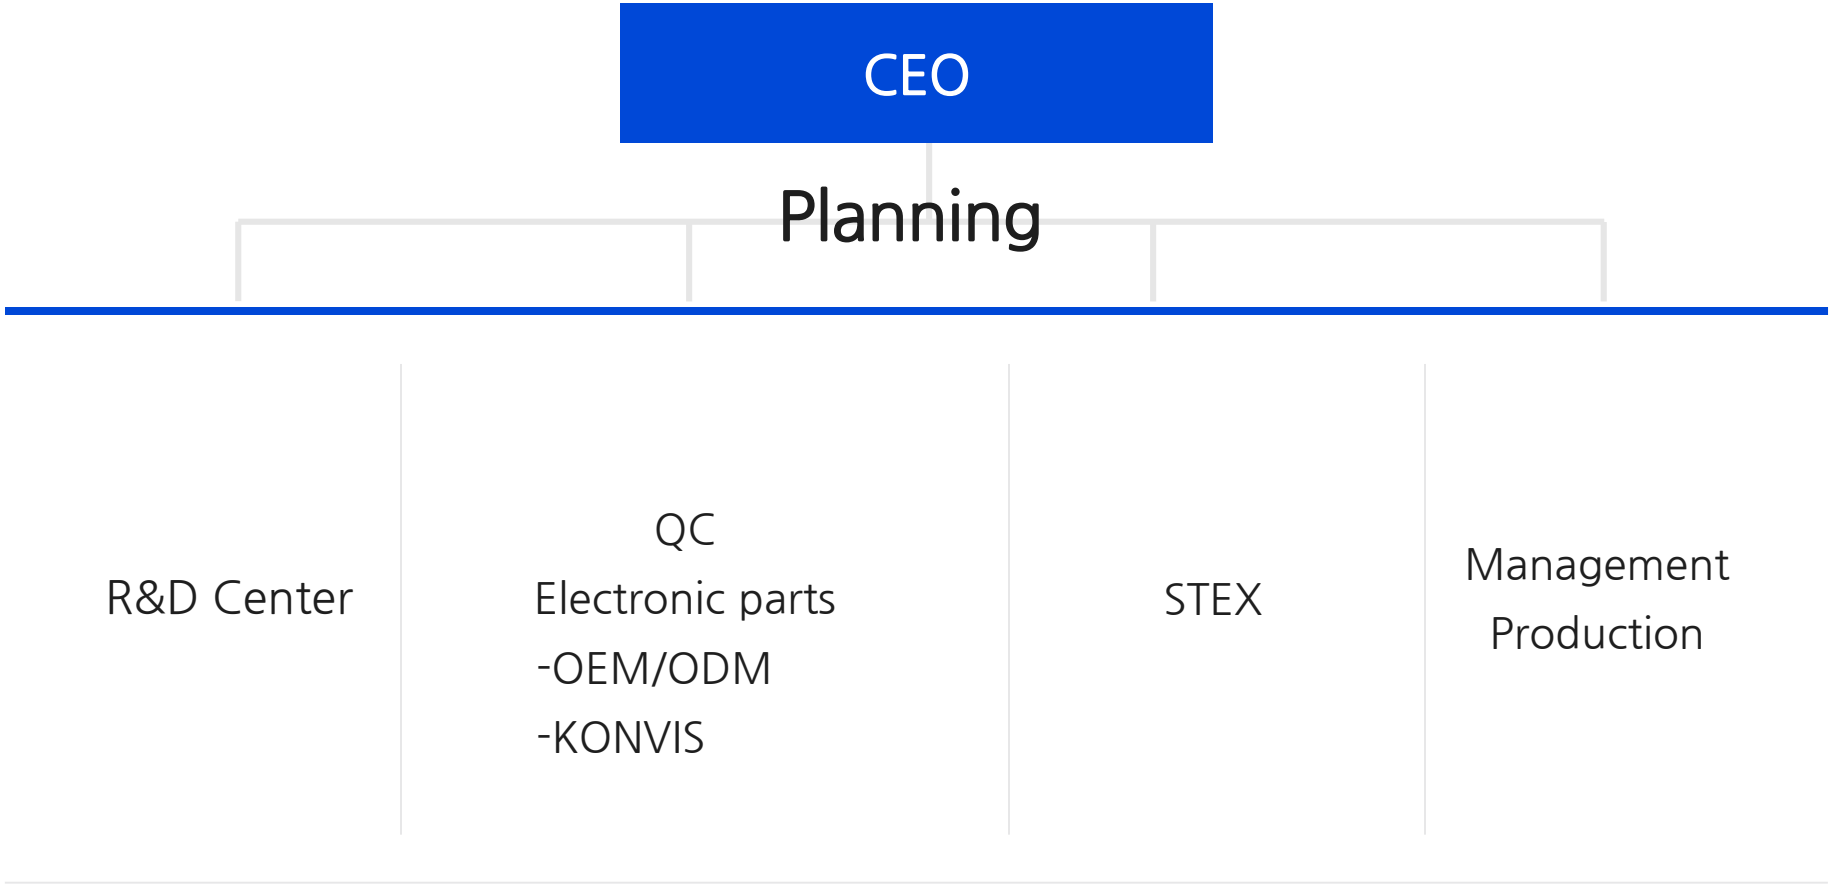 CEO
Planning
R&D Center
QC
Electronic parts
-OEM/ODM
-KONVIS
STEX
Management
Production